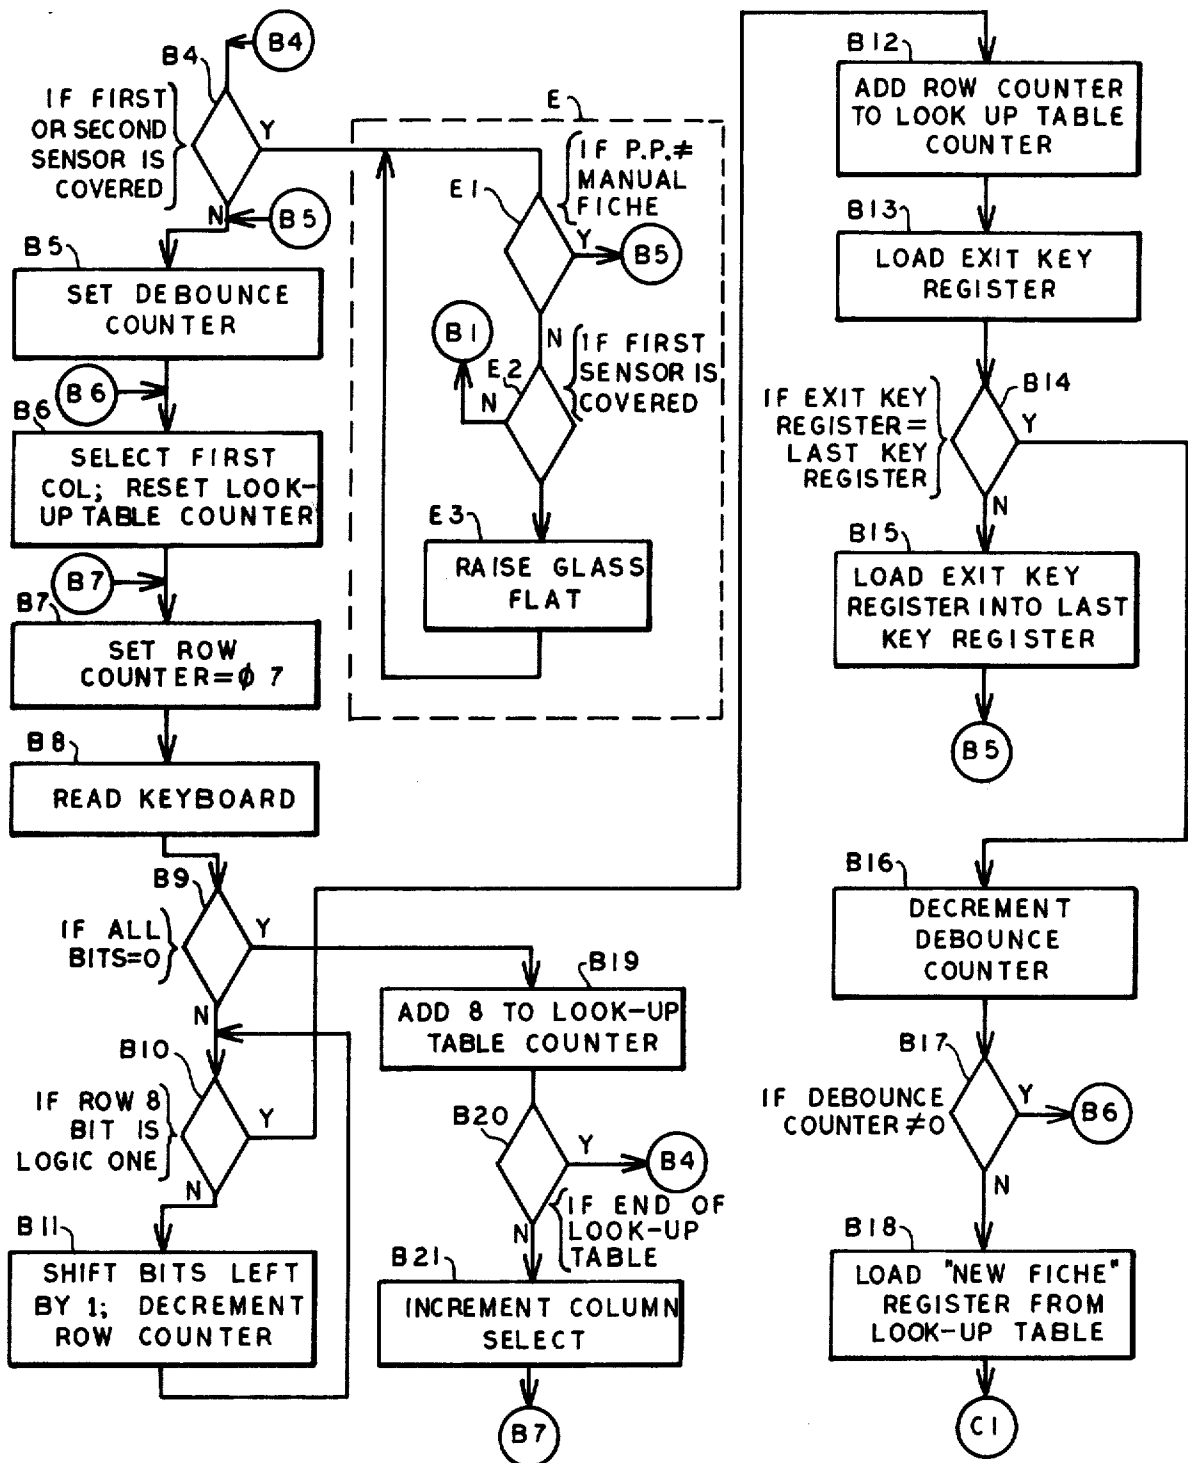 B4
B4
IF FIRST
OR SECOND
SENSOR IS
COVERED
Y
N
B5
B5
SET DEBOUNCE
COUNTER
B6
B6
SELECT FIRST
COL; RESET LOOK-
UP TABLE COUNTER
B7
B7
SET ROW
COUNTER=ϕ 7
B8
READ KEYBOARD
B9
IF ALL
BITS=0
Y
N
B10
IF ROW 8
BIT IS
LOGIC ONE
Y
N
B11
SHIFT BITS LEFT
BY 1; DECREMENT
ROW COUNTER
E
IF P.P.≠
MANUAL
FICHE
E1
Y
B5
N
B1
IF FIRST
SENSOR IS
COVERED
E2
N
E3
RAISE GLASS
FLAT
B19
ADD 8 TO LOOK-UP
TABLE COUNTER
B20
Y
B4
IF END OF
LOOK-UP
TABLE
N
B21
INCREMENT COLUMN
SELECT
B7
B12
ADD ROW COUNTER
TO LOOK UP TABLE
COUNTER
B13
LOAD EXIT KEY
REGISTER
B14
IF EXIT KEY
REGISTER=
LAST KEY
REGISTER
Y
N
B15
LOAD EXIT KEY
REGISTER INTO LAST
KEY REGISTER
B5
B16
DECREMENT
DEBOUNCE
COUNTER
B17
IF DEBOUNCE
COUNTER≠0
Y
B6
N
B18
LOAD "NEW FICHE"
REGISTER FROM
LOOK-UP TABLE
C1